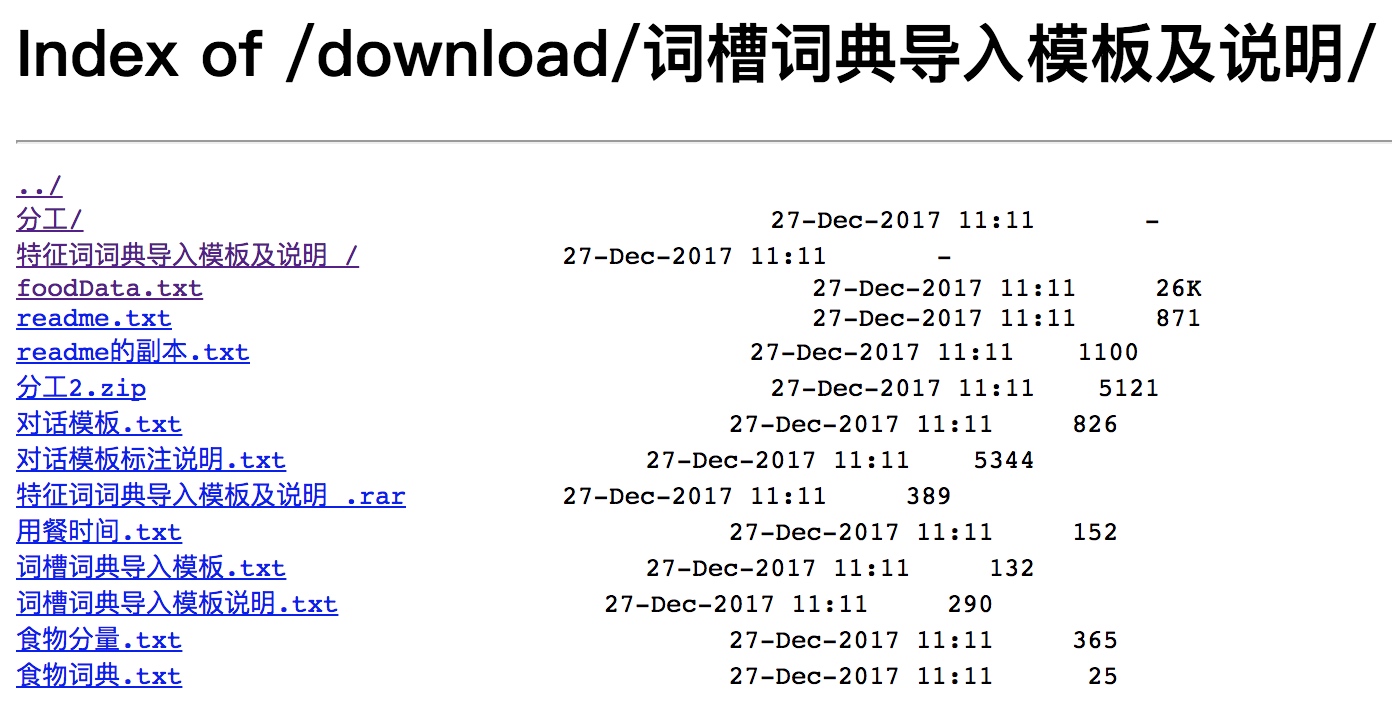 Index of /download/词槽词典导入模板及说明/
../
分工/ 27-Dec-2017 11:11 -
特征词词典导入模板及说明 / 27-Dec-2017 11:11 -
foodData.txt 27-Dec-2017 11:11 26K
readme.txt 27-Dec-2017 11:11 871
readme的副本.txt 27-Dec-2017 11:11 1100
分工2.zip 27-Dec-2017 11:11 5121
对话模板.txt 27-Dec-2017 11:11 826
对话模板标注说明.txt 27-Dec-2017 11:11 5344
特征词词典导入模板及说明 .rar 27-Dec-2017 11:11 389
用餐时间.txt 27-Dec-2017 11:11 152
词槽词典导入模板.txt 27-Dec-2017 11:11 132
词槽词典导入模板说明.txt 27-Dec-2017 11:11 290
食物分量.txt 27-Dec-2017 11:11 365
食物词典.txt 27-Dec-2017 11:11 25